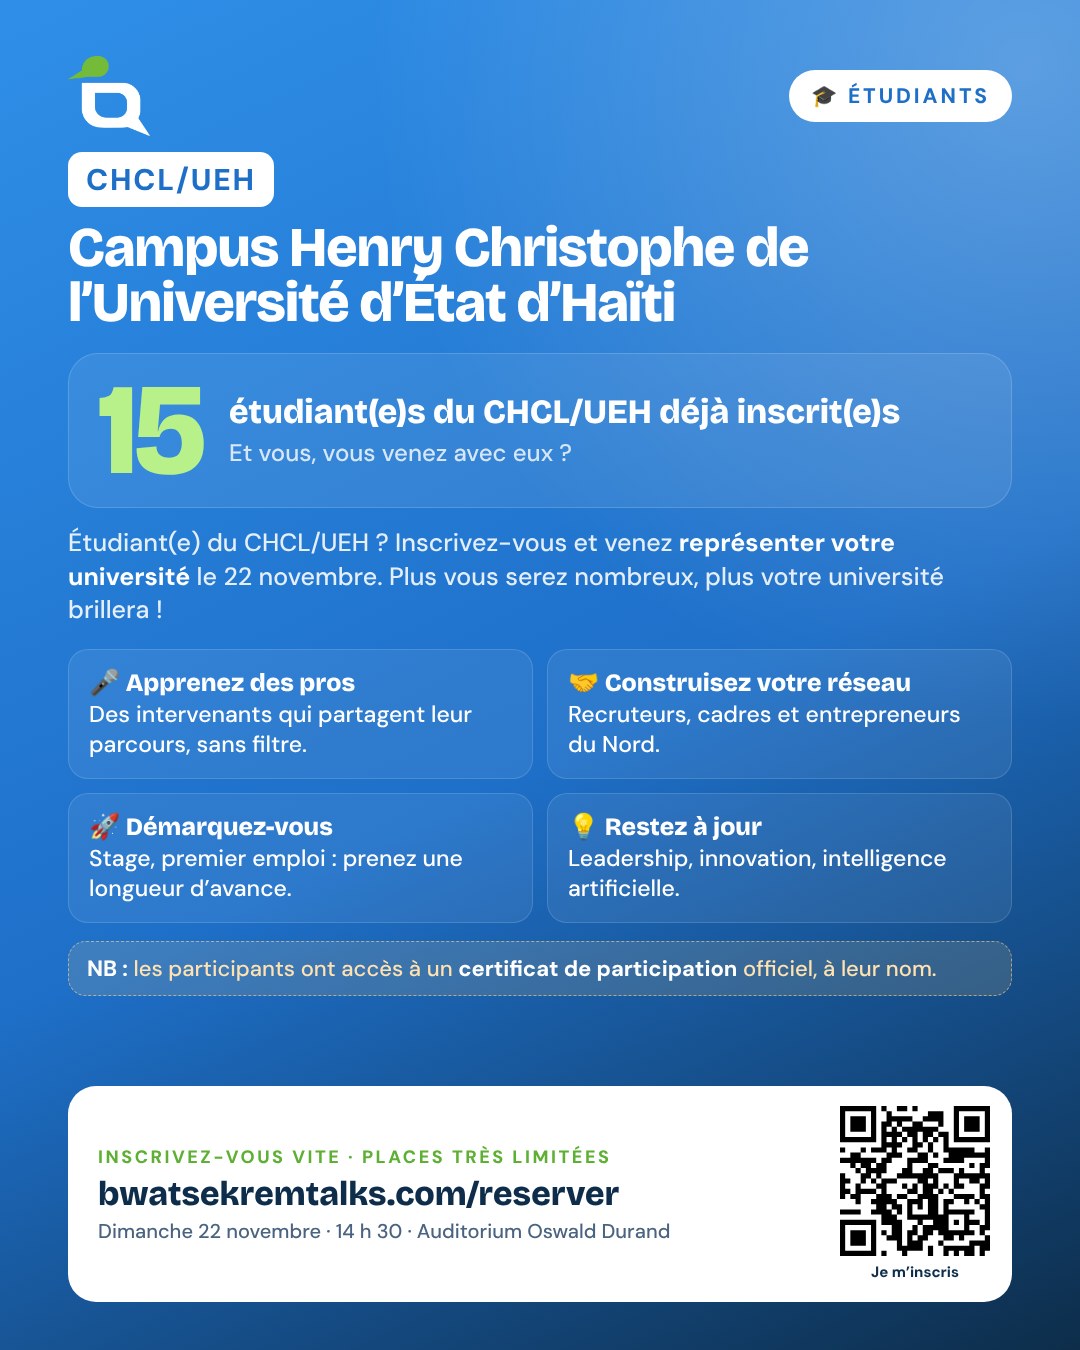 🎓 ÉTUDIANTS
CHCL/UEH
Campus Henry Christophe de
l’Université d’État d’Haïti
15
étudiant(e)s du CHCL/UEH déjà inscrit(e)s
Et vous, vous venez avec eux ?
Étudiant(e) du CHCL/UEH ? Inscrivez-vous et venez représenter votre
université le 22 novembre. Plus vous serez nombreux, plus votre université
brillera !
🎤 Apprenez des pros
Des intervenants qui partagent leur
parcours, sans filtre.
🤝 Construisez votre réseau
Recruteurs, cadres et entrepreneurs
du Nord.
🚀 Démarquez-vous
Stage, premier emploi : prenez une
longueur d’avance.
💡 Restez à jour
Leadership, innovation, intelligence
artificielle.
NB : les participants ont accès à un certificat de participation officiel, à leur nom.
INSCRIVEZ-VOUS VITE · PLACES TRÈS LIMITÉES
bwatsekremtalks.com/reserver
Dimanche 22 novembre · 14 h 30 · Auditorium Oswald Durand
Je m’inscris